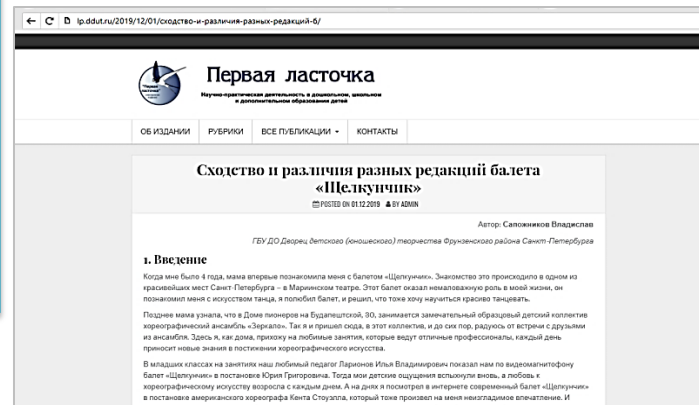 lp.ddut.ru/2019/12/01/сходство-и-различия-разных-редакций-б/
Первая ласточка
Научно-практическая деятельность в дошкольном, школьном
и дополнительном образовании детей
ОБ ИЗДАНИИ РУБРИКИ ВСЕ ПУБЛИКАЦИИ КОНТАКТЫ
Сходство и различия разных редакций балета
«Щелкунчик»
POSTED ON 01.12.2019 BY ADMIN
Автор: Сапожников Владислав
ГБУ ДО Дворец детского (юношеского) творчества Фрунзенского района Санкт-Петербурга
1. Введение
Когда мне было 4 года, мама впервые познакомила меня с балетом «Щелкунчик». Знакомство это происходило в одном из
красивейших мест Санкт-Петербурга – в Мариинском театре. Этот балет оказал немаловажную роль в моей жизни, он
познакомил меня с искусством танца, я полюбил балет, и решил, что тоже хочу научиться красиво танцевать.
Позднее мама узнала, что в Доме пионеров на Будапештской, 30, занимается замечательный образцовый детский коллектив
хореографический ансамбль «Зеркало». Так я и пришел сюда, в этот коллектив, и до сих пор, радуюсь от встречи с друзьями
из ансамбля. Здесь я, как дома, прихожу на любимые занятия, которые ведут отличные профессионалы, каждый день
приносит новые знания в постижении хореографического искусства.
В младших классах на занятиях наш любимый педагог Ларионов Илья Владимирович показал нам по видеомагнитофону
балет «Щелкунчик» в постановке Юрия Григоровича. Тогда мои детские ощущения вспыхнули вновь, а любовь к
хореографическому искусству возросла с каждым днем. А на днях я посмотрел в интернете современный балет «Щелкунчик»
в постановке американского хореографа Кента Стоуэлла, который тоже произвел на меня неизгладимое впечатление. И